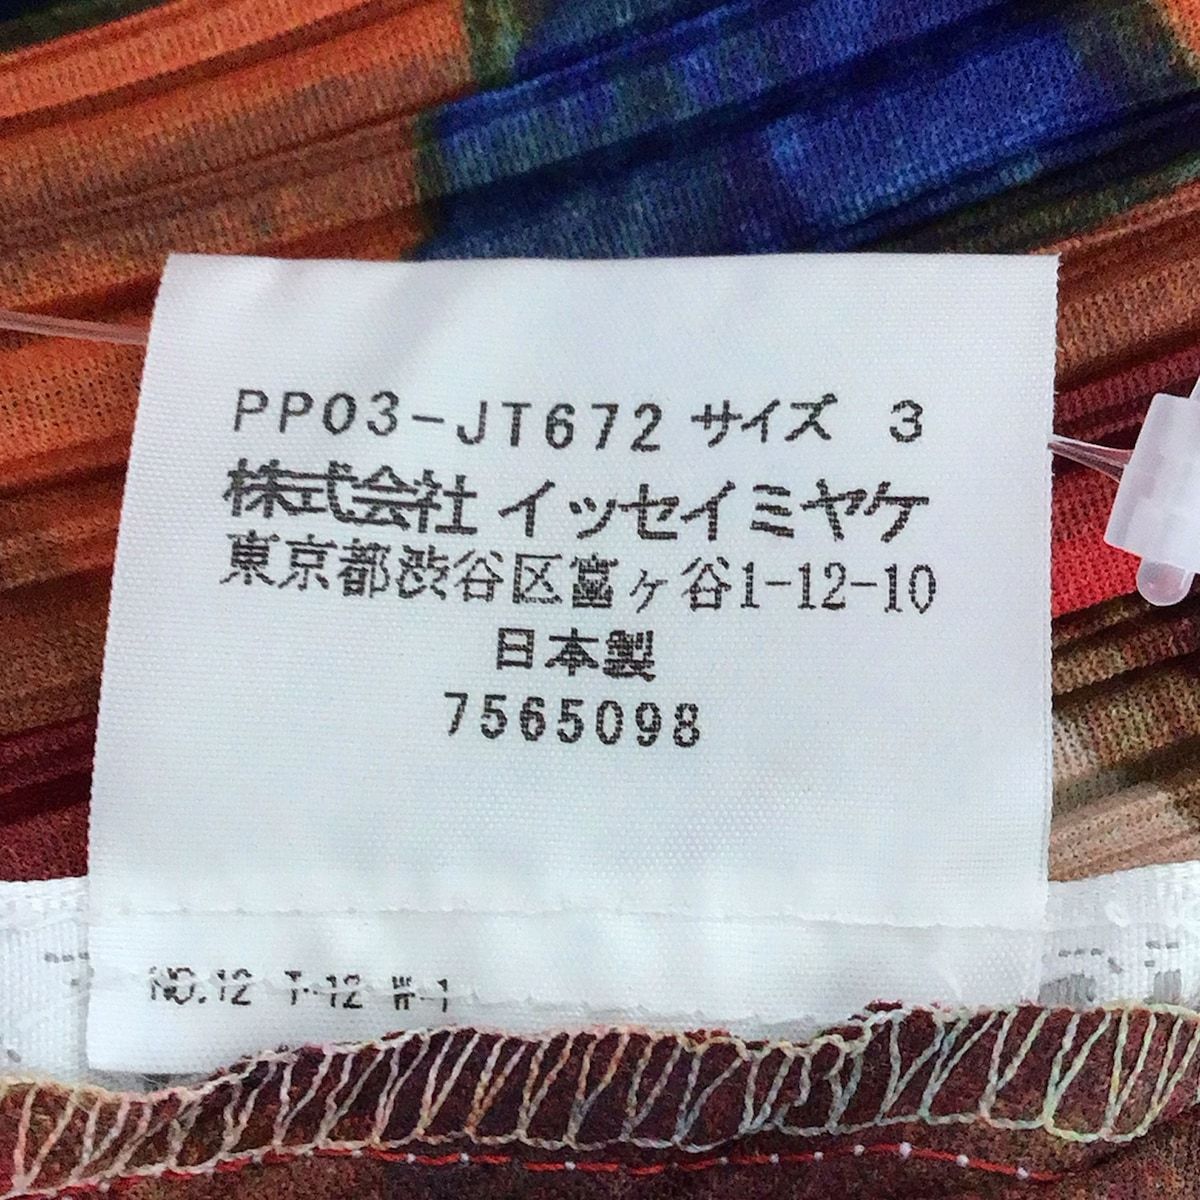 PP03-JT672 サイズ 3
株式会社 イッセイミヤケ
東京都渋谷区富ヶ谷1-12-10
日本製
7565098
NO.12 T-12 W-1